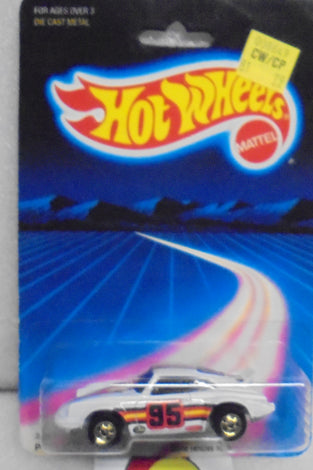 FOR AGES OVER 3
DIE CAST METAL
CW/CP
HOT WHEELS
MATTEL
95